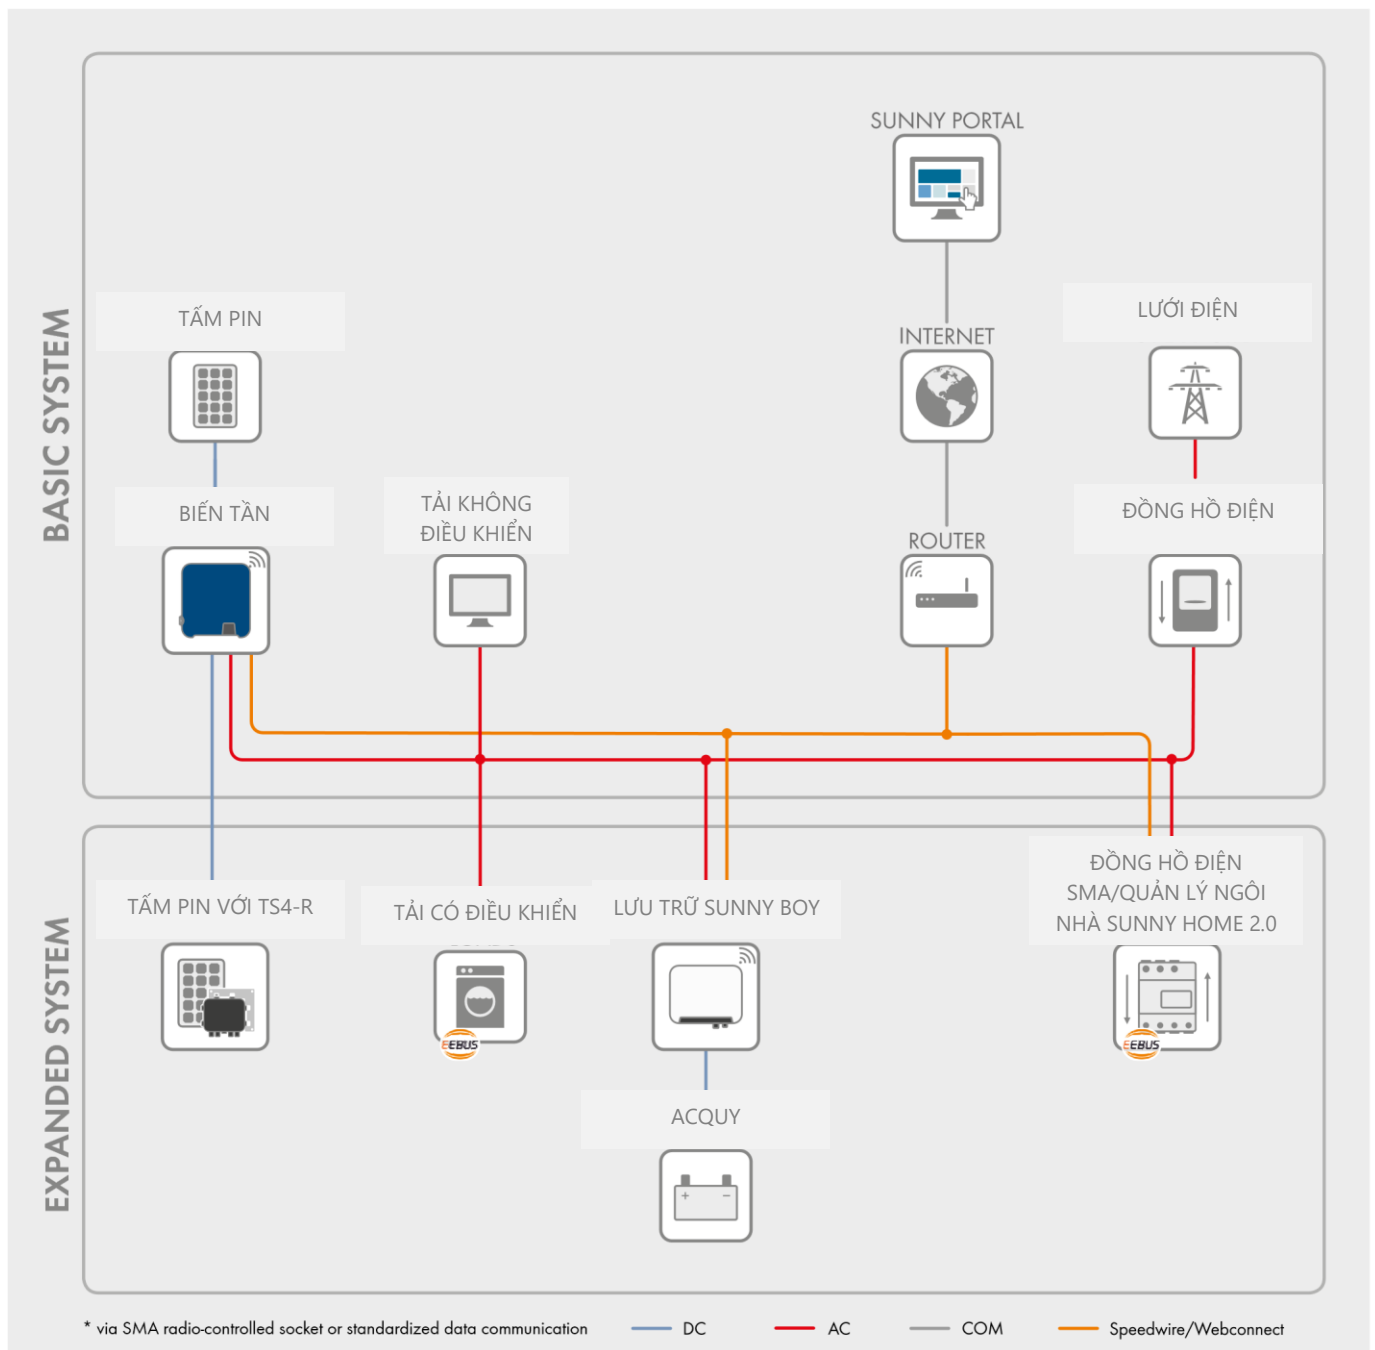 BASIC SYSTEM
SUNNY PORTAL
TẤM PIN
INTERNET
LƯỚI ĐIỆN
BIẾN TẦN
TẢI KHÔNG
ĐIỀU KHIỂN
ROUTER
ĐỒNG HỒ ĐIỆN
EXPANDED SYSTEM
TẤM PIN VỚI TS4-R
TẢI CÓ ĐIỀU KHIỂN
LƯU TRỮ SUNNY BOY
ĐỒNG HỒ ĐIỆN
SMA/QUẢN LÝ NGÔI
NHÀ SUNNY HOME 2.0
EEBUS
EEBUS
ACQUY
* via SMA radio-controlled socket or standardized data communication
DC
AC
COM
Speedwire/Webconnect